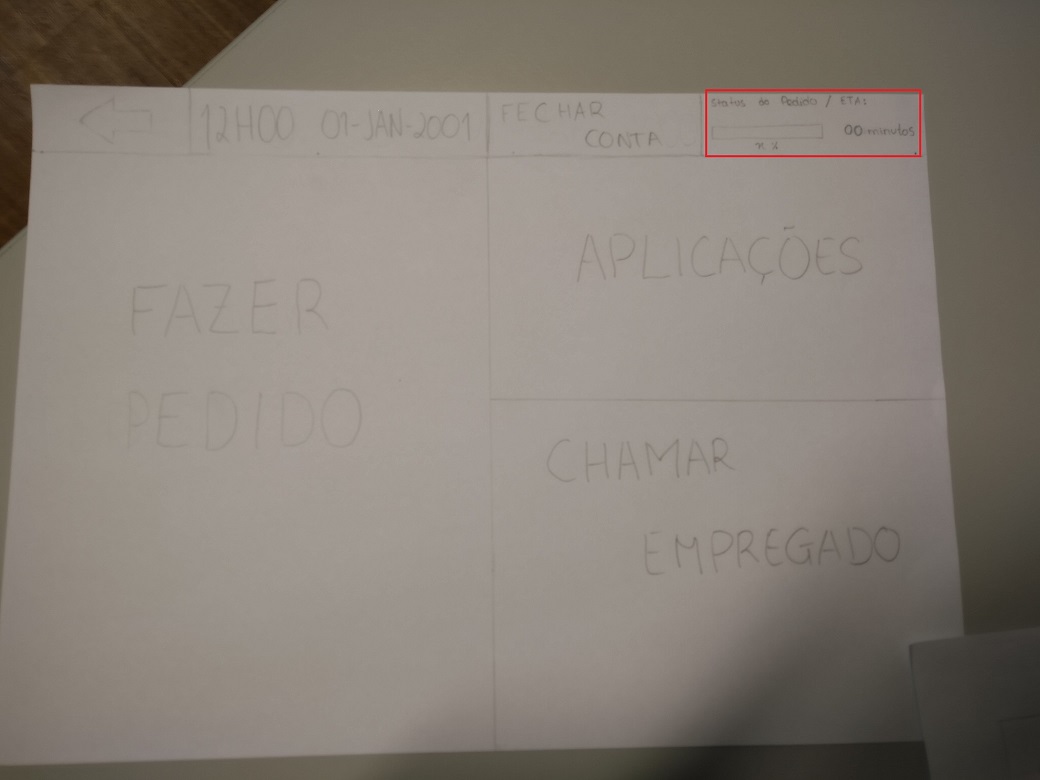 12H00 01-JAN-2001
FECHAR
CONTA
Status do Pedido / ETA:
00 minutos
n %
FAZER
PEDIDO
APLICAÇÕES
CHAMAR
EMPREGADO